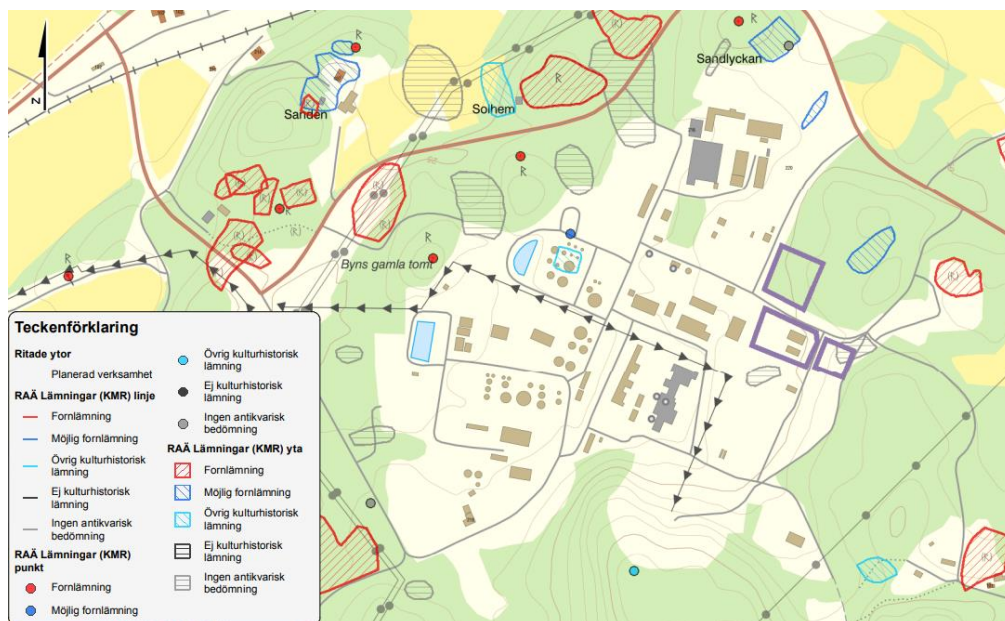 N
R
R
(R)
Sandlyckan
R
Solhem
Sanden
R
(R)
(R)
(R)
(R)
R
(R)
(R)
(R)
(R)
(R)
R
R
Byns gamla tomt
(R)
Teckenförklaring
Ritade ytor
Planerad verksamhet
RAÄ Lämningar (KMR) linje
Fornlämning
Möjlig fornlämning
Övrig kulturhistorisk
lämning
Ej kulturhistorisk
lämning
Ingen antikvarisk
bedömning
RAÄ Lämningar (KMR)
punkt
Fornlämning
Möjlig fornlämning
Övrig kulturhistorisk
lämning
Ej kulturhistorisk
lämning
Ingen antikvarisk
bedömning
RAÄ Lämningar (KMR) yta
Fornlämning
Möjlig fornlämning
Övrig kulturhistorisk
lämning
Ej kulturhistorisk
lämning
Ingen antikvarisk
bedömning